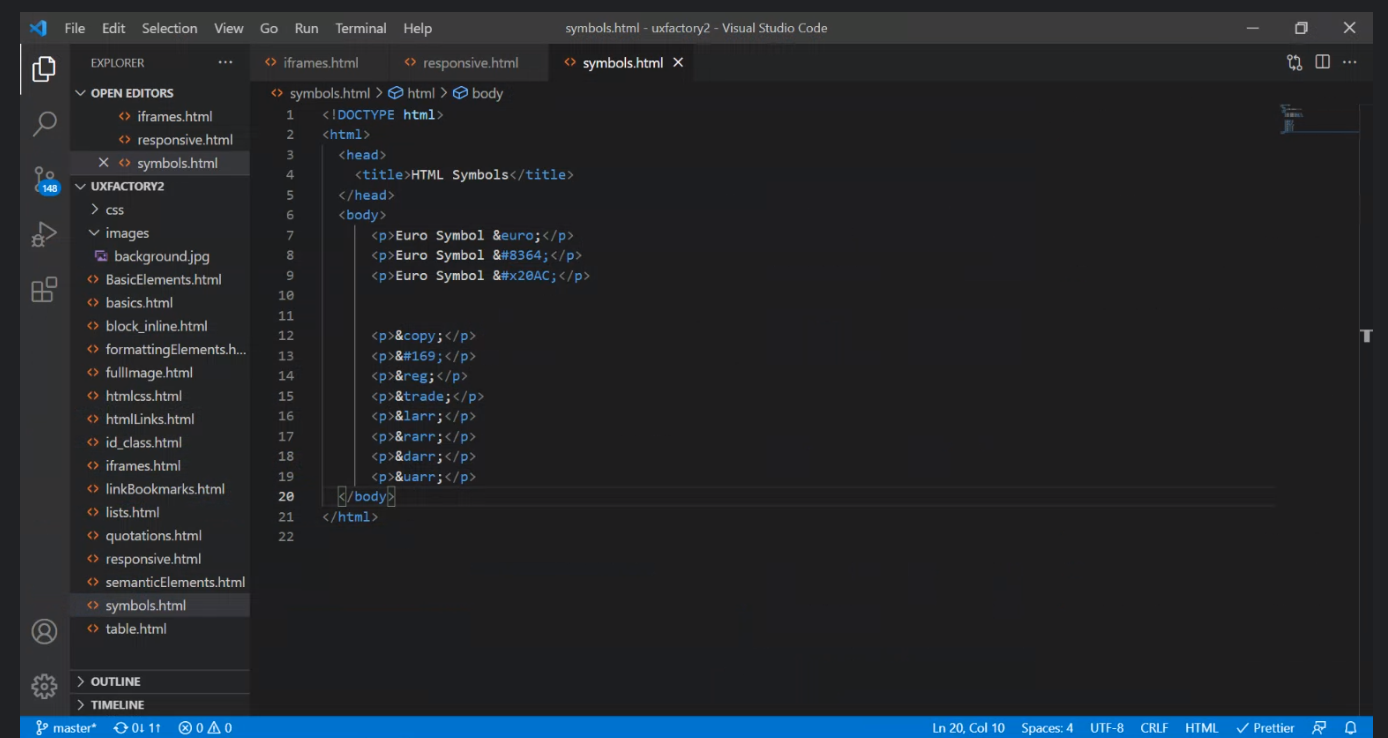 File Edit Selection View Go Run Terminal Help
symbols.html - uxfactory2 - Visual Studio Code
EXPLORER
OPEN EDITORS
iframes.html
responsive.html
symbols.html
UXFACTORY2
css
images
background.jpg
BasicElements.html
basics.html
block_inline.html
formattingElements.h...
fullImage.html
htmlcss.html
htmlLinks.html
id_class.html
iframes.html
linkBookmarks.html
lists.html
quotations.html
responsive.html
semanticElements.html
symbols.html
table.html
OUTLINE
TIMELINE
148
iframes.html responsive.html symbols.html
symbols.html > html > body
1 <!DOCTYPE html>
2 <html>
3 <head>
4 <title>HTML Symbols</title>
5 </head>
6 <body>
7 <p>Euro Symbol &euro;</p>
8 <p>Euro Symbol &#8364;</p>
9 <p>Euro Symbol &#x20AC;</p>
10
11
12 <p>&copy;</p>
13 <p>&#169;</p>
14 <p>&reg;</p>
15 <p>&trade;</p>
16 <p>&larr;</p>
17 <p>&rarr;</p>
18 <p>&darr;</p>
19 <p>&uarr;</p>
20 </body>
21 </html>
22
master* 0↓ 1↑ 0 0
Ln 20, Col 10 Spaces: 4 UTF-8 CRLF HTML Prettier